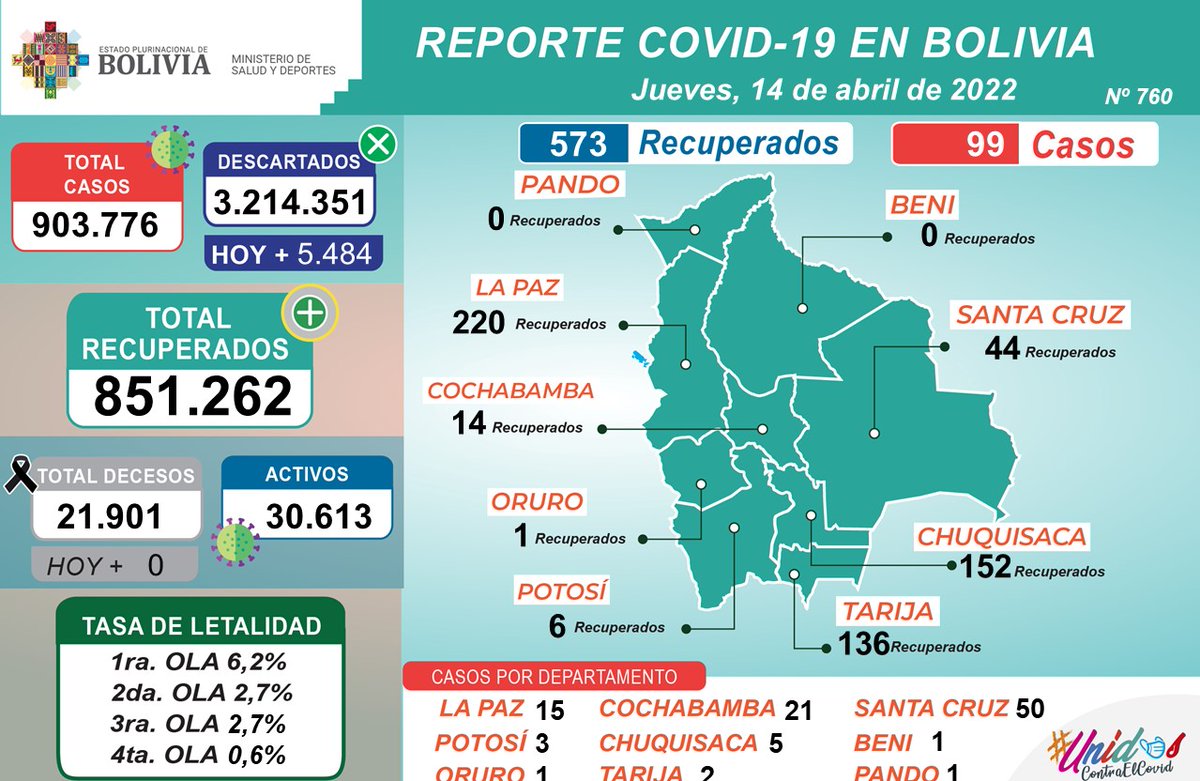 ESTADO PLURINACIONAL DE
BOLIVIA
MINISTERIO DE
SALUD Y DEPORTES
REPORTE COVID-19 EN BOLIVIA
Jueves, 14 de abril de 2022
Nº 760
TOTAL
CASOS
903.776
DESCARTADOS
3.214.351
HOY + 5.484
TOTAL
RECUPERADOS
851.262
TOTAL DECESOS
21.901
HOY + 0
ACTIVOS
30.613
TASA DE LETALIDAD
1ra. OLA 6,2%
2da. OLA 2,7%
3ra. OLA 2,7%
4ta. OLA 0,6%
573 Recuperados
99 Casos
PANDO
0 Recuperados
BENI
0 Recuperados
LA PAZ
220 Recuperados
SANTA CRUZ
44 Recuperados
COCHABAMBA
14 Recuperados
ORURO
1 Recuperados
CHUQUISACA
152 Recuperados
POTOSÍ
6 Recuperados
TARIJA
136 Recuperados
CASOS POR DEPARTAMENTO
LA PAZ 15 COCHABAMBA 21 SANTA CRUZ 50
POTOSÍ 3 CHUQUISACA 5 BENI 1
ORURO 1 TARIJA 2 PANDO 1
#Unidos
ContraElCovid